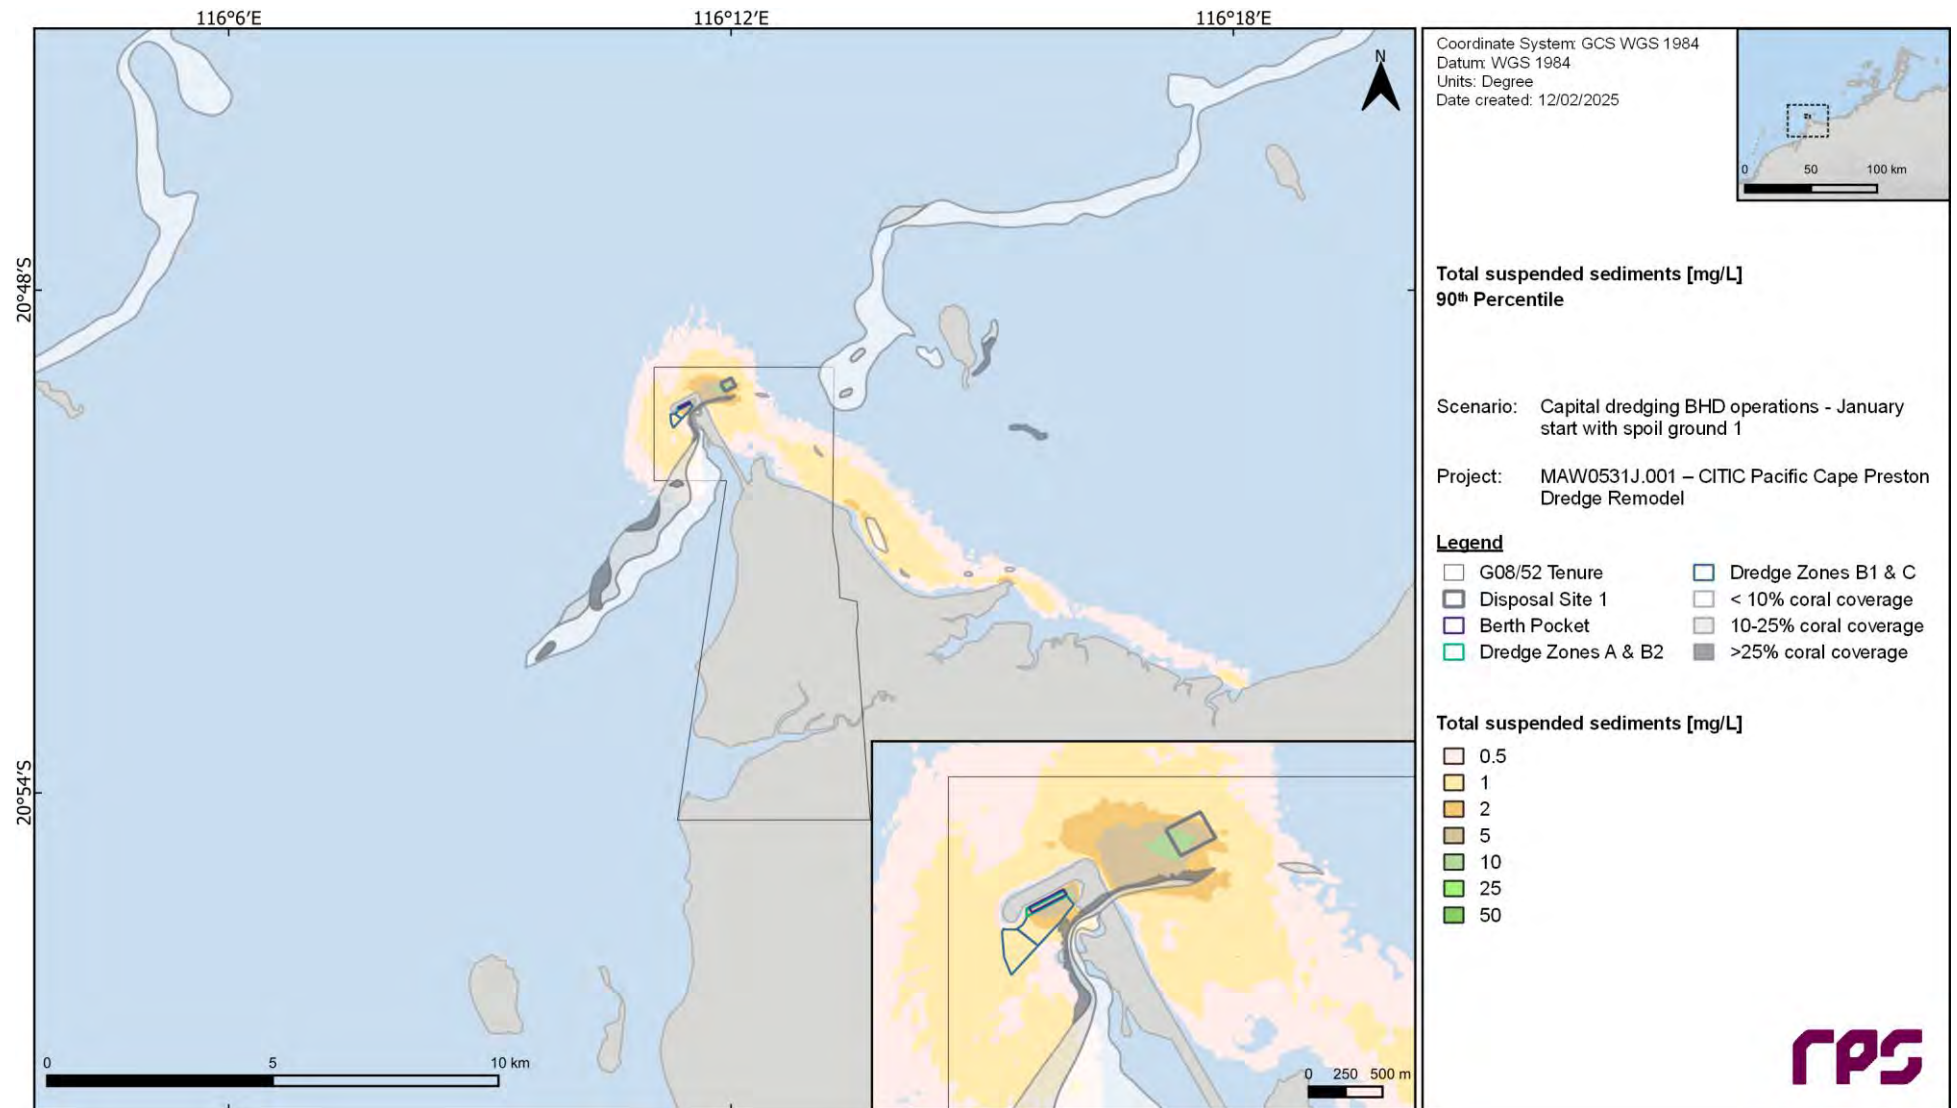 116°6′E
116°12′E
116°18′E
20°48′S
20°54′S
N
0 5 10 km
0 250 500 m
Coordinate System: GCS WGS 1984
Datum: WGS 1984
Units: Degree
Date created: 12/02/2025
0 50 100 km
Total suspended sediments [mg/L]
90th Percentile
Scenario: Capital dredging BHD operations - January
start with spoil ground 1
Project: MAW0531J.001 – CITIC Pacific Cape Preston
Dredge Remodel
Legend
G08/52 Tenure
Disposal Site 1
Berth Pocket
Dredge Zones A & B2
Dredge Zones B1 & C
< 10% coral coverage
10-25% coral coverage
>25% coral coverage
Total suspended sediments [mg/L]
0.5
1
2
5
10
25
50
rps